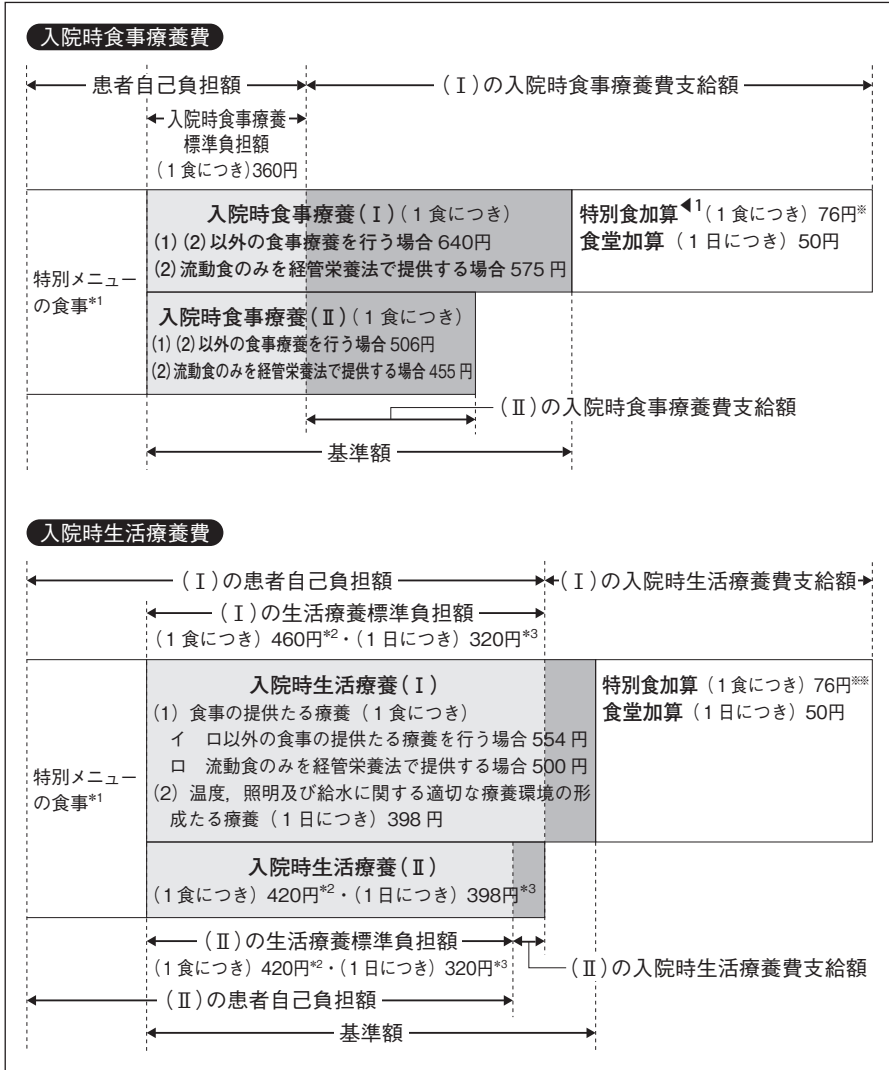 入院時食事療養費
患者自己負担額
(Ⅰ)の入院時食事療養費支給額
入院時食事療養
標準負担額
(1食につき)360円
特別メニュー
の食事*1
入院時食事療養(Ⅰ)(1食につき)
(1)(2)以外の食事療養を行う場合640円
(2)流動食のみを経管栄養法で提供する場合575円
特別食加算◀1(1食につき)76円※
食堂加算(1日につき)50円
入院時食事療養(Ⅱ)(1食につき)
(1)(2)以外の食事療養を行う場合506円
(2)流動食のみを経管栄養法で提供する場合455円
(Ⅱ)の入院時食事療養費支給額
基準額
入院時生活療養費
(Ⅰ)の患者自己負担額
(Ⅰ)の入院時生活療養費支給額
(Ⅰ)の生活療養標準負担額
(1食につき)460円*2・(1日につき)320円*3
特別メニュー
の食事*1
入院時生活療養(Ⅰ)
(1)食事の提供たる療養(1食につき)
イ ロ以外の食事の提供たる療養を行う場合554円
ロ 流動食のみを経管栄養法で提供する場合500円
(2)温度,照明及び給水に関する適切な療養環境の形
成たる療養(1日につき)398円
特別食加算(1食につき)76円※※
食堂加算(1日につき)50円
入院時生活療養(Ⅱ)
(1食につき)420円*2・(1日につき)398円*3
(Ⅱ)の生活療養標準負担額
(1食につき)420円*2・(1日につき)320円*3
(Ⅱ)の入院時生活療養費支給額
(Ⅱ)の患者自己負担額
基準額